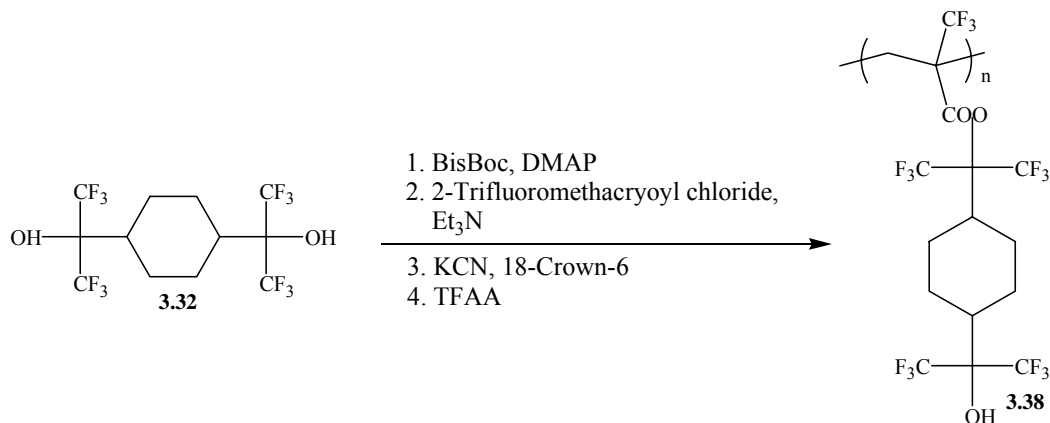 CF3
n
COO
F3C CF3
1. BisBoc, DMAP
2. 2-Trifluoromethacryoyl chloride,
Et3N
3. KCN, 18-Crown-6
4. TFAA
CF3 CF3
OH OH
CF3 CF3
3.32
F3C CF3
OH 3.38